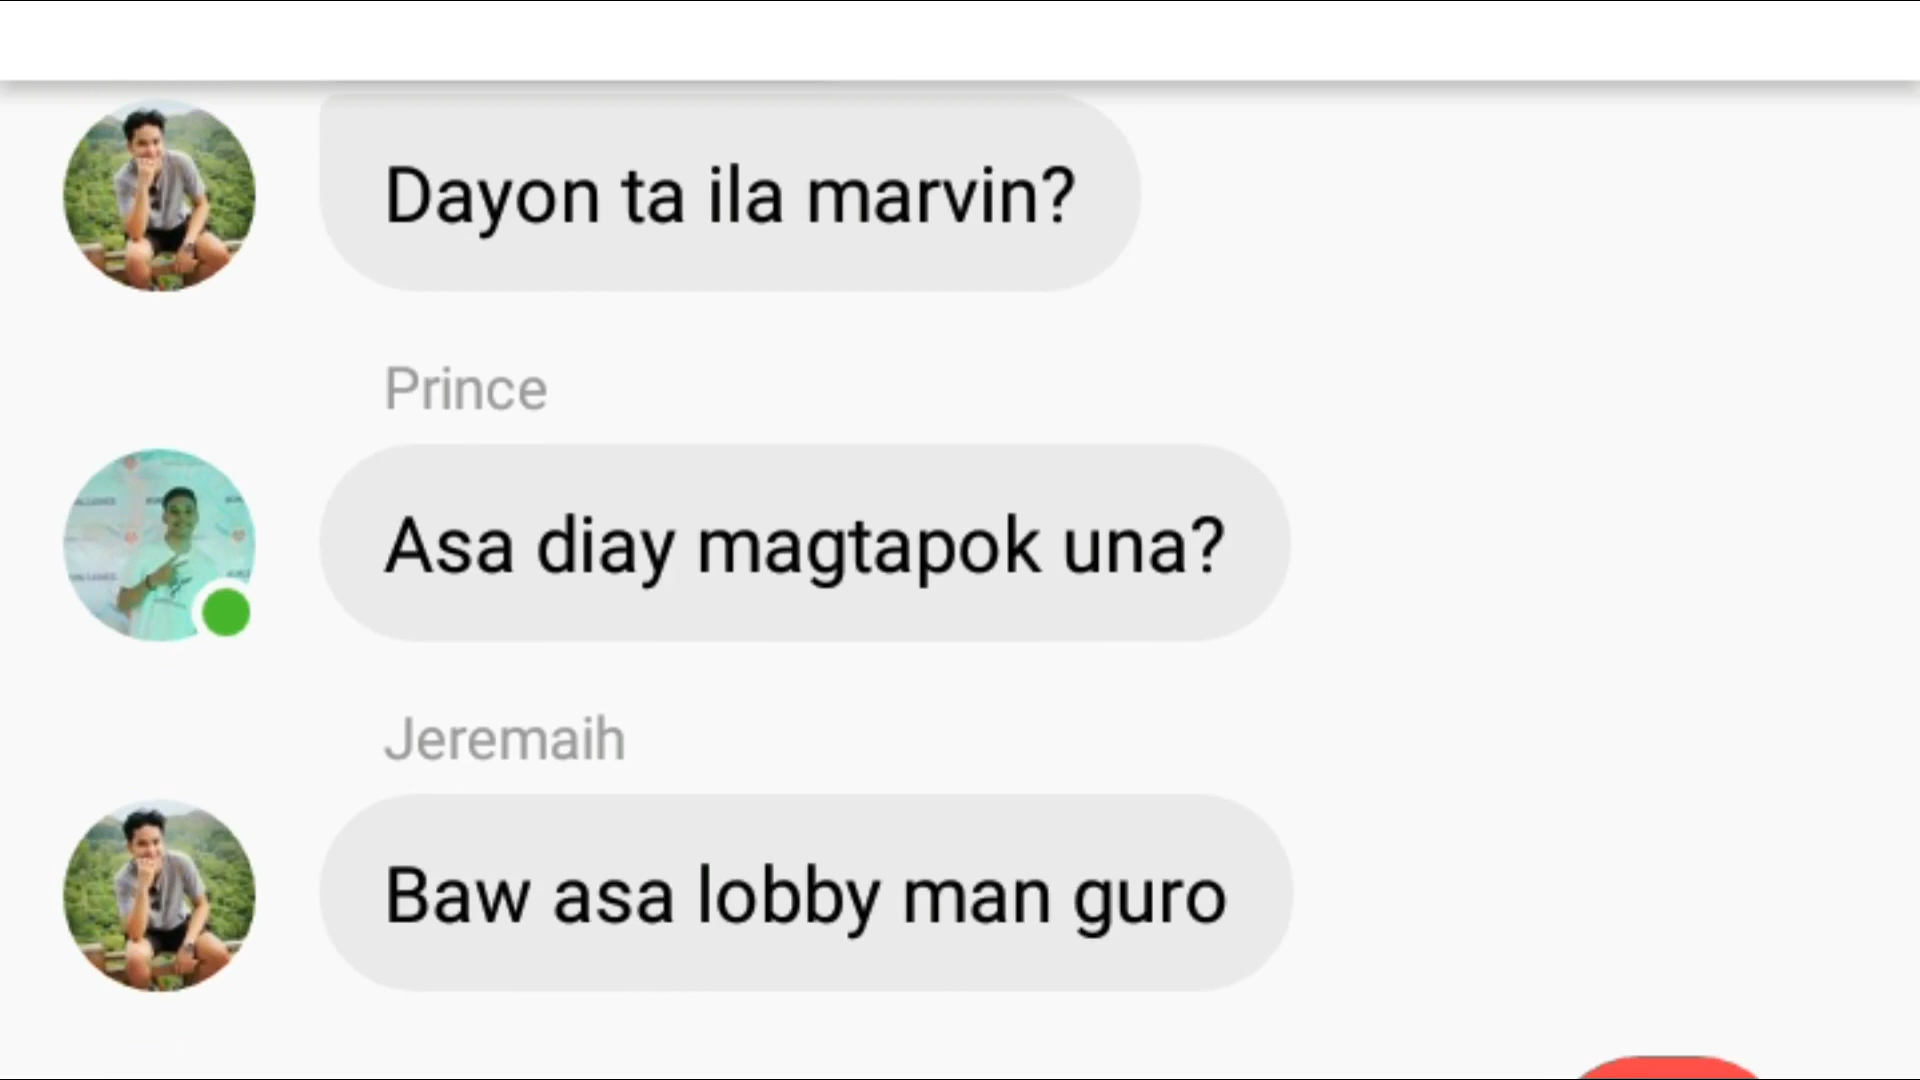 Dayon ta ila marvin?
Prince
Asa diay magtapok una?
Jeremaih
Baw asa lobby man guro